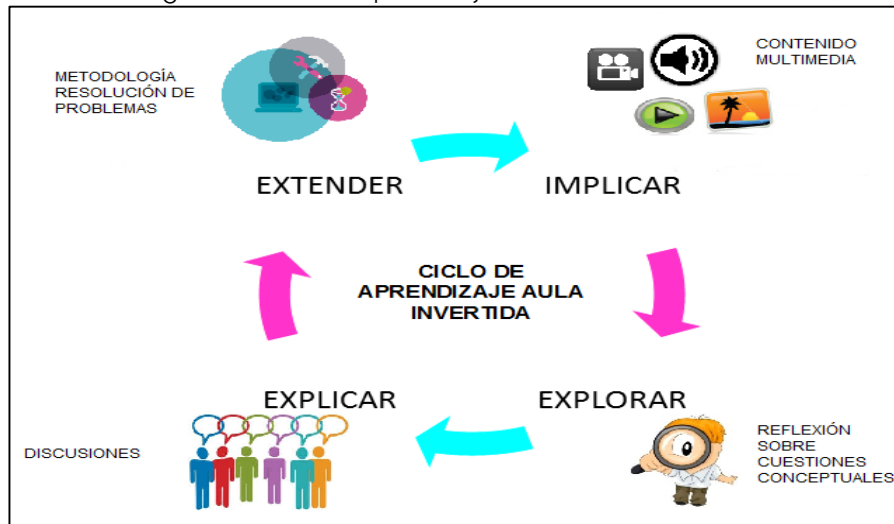 METODOLOGÍA
RESOLUCIÓN DE
PROBLEMAS
CONTENIDO
MULTIMEDIA
EXTENDER
IMPLICAR
CICLO DE
APRENDIZAJE AULA
INVERTIDA
EXPLICAR
EXPLORAR
DISCUSIONES
REFLEXIÓN
SOBRE
CUESTIONES
CONCEPTUALES